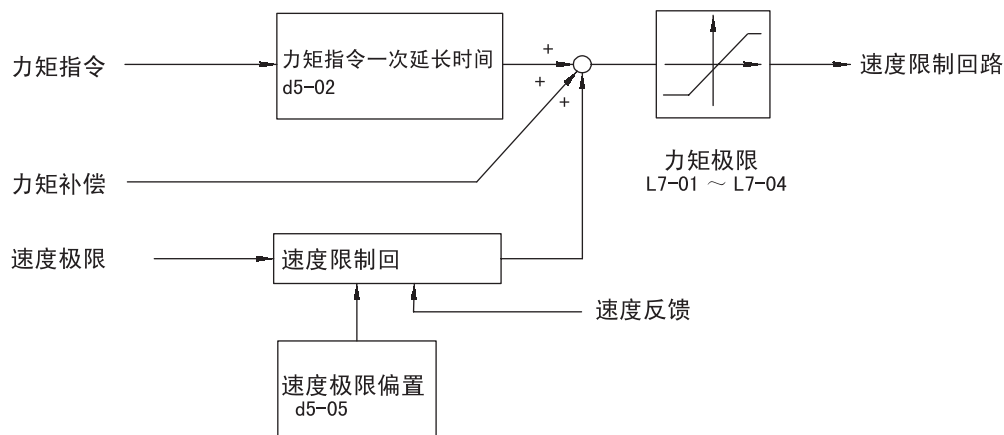 力矩指令
力矩指令一次延长时间
d5-02
+
+
+
速度限制回路
力矩极限
L7-01 ～ L7-04
力矩补偿
速度极限
速度限制回
速度反馈
速度极限偏置
d5-05